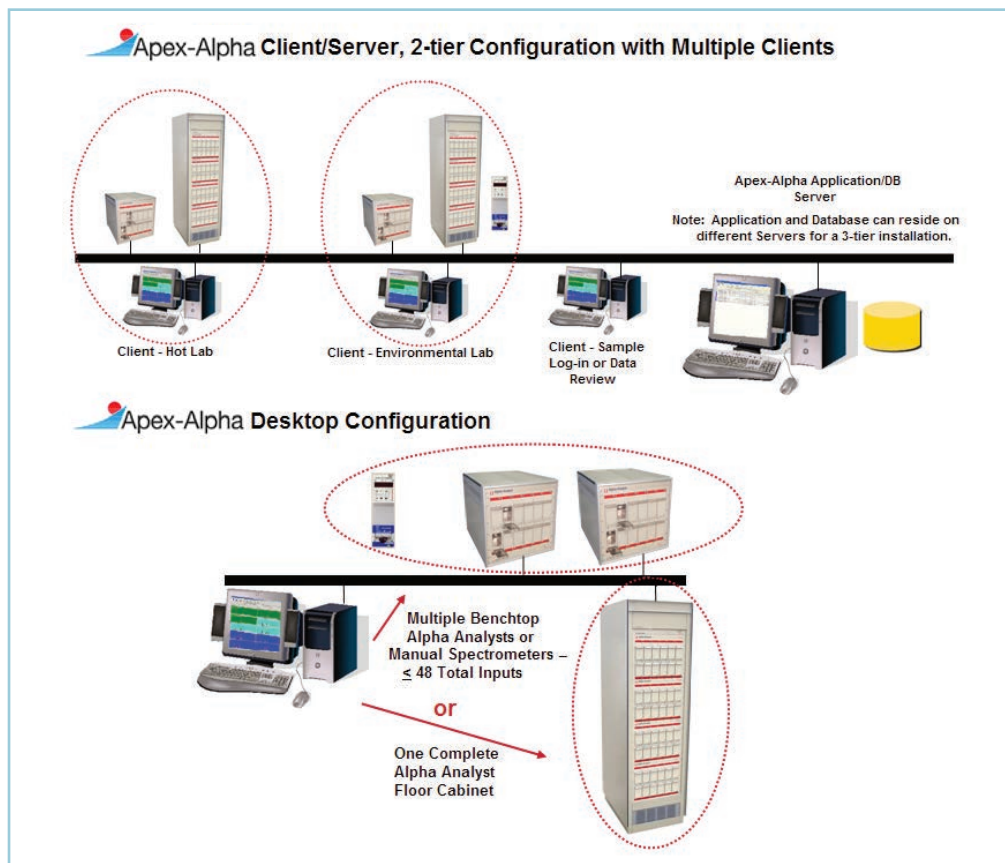 Apex-Alpha Client/Server, 2-tier Configuration with Multiple Clients
Apex-Alpha Application/DB
Server
Note: Application and Database can reside on
different Servers for a 3-tier installation.
Client - Hot Lab
Client - Environmental Lab
Client - Sample
Log-in or Data
Review
Apex-Alpha Desktop Configuration
Multiple Benchtop
Alpha Analysts or
Manual Spectrometers –
≤ 48 Total Inputs
or
One Complete
Alpha Analyst
Floor Cabinet